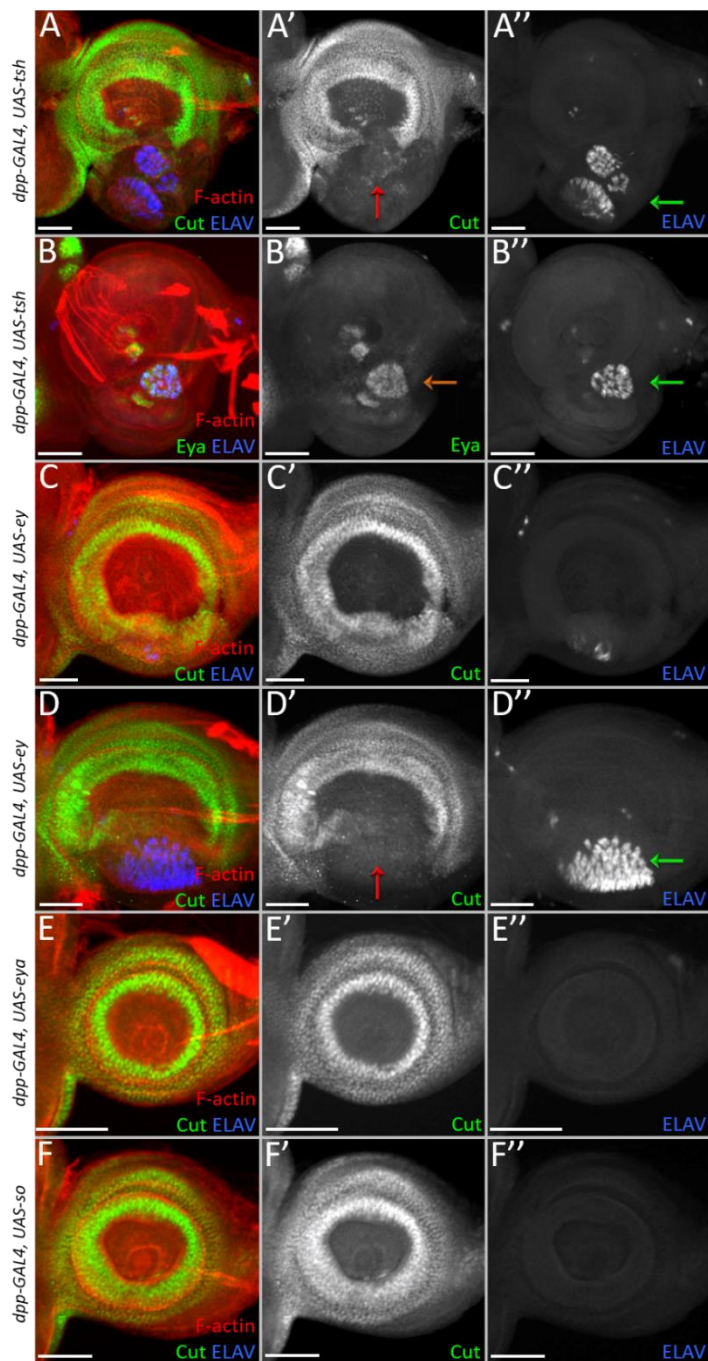 dpp-GAL4, UAS-tsh
A
F-actin
Cut ELAV
A’
Cut
A’’
ELAV
dpp-GAL4, UAS-tsh
B
F-actin
Eya ELAV
B’
Eya
B’’
ELAV
dpp-GAL4, UAS-ey
C
F-actin
Cut ELAV
C’
Cut
C’’
ELAV
dpp-GAL4, UAS-ey
D
F-actin
Cut ELAV
D’
Cut
D’’
ELAV
dpp-GAL4, UAS-eya
E
F-actin
Cut ELAV
E’
Cut
E’’
ELAV
dpp-GAL4, UAS-so
F
F-actin
Cut ELAV
F’
Cut
F’’
ELAV